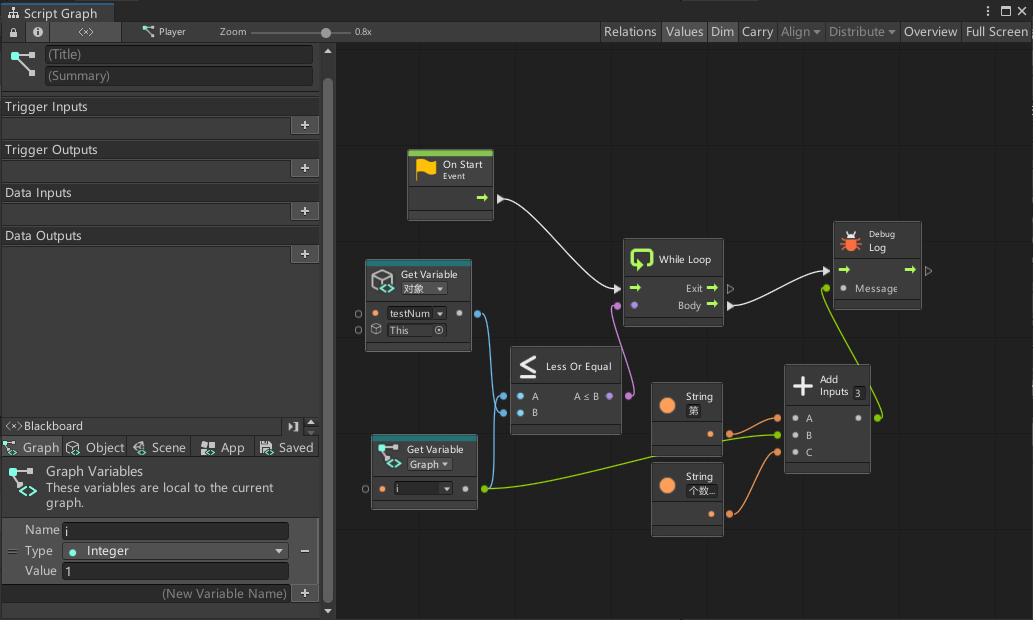 Script Graph
<×> Player Zoom 0.8x Relations Values Dim Carry Align Distribute Overview Full Screen
(Title)
(Summary)
Trigger Inputs
+
Trigger Outputs
+
Data Inputs
+
Data Outputs
+
<×>Blackboard
Graph Object Scene App Saved
Graph Variables
These variables are local to the current
graph.
Name i
Type Integer
Value 1
(New Variable Name) +
On Start
Event
Get Variable
对象
testNum
This
Get Variable
Graph
i
Less Or Equal
A A ≤ B
B
While Loop
Exit
Body
String
第
String
个数...
Add
Inputs 3
A
B
C
Debug
Log
Message